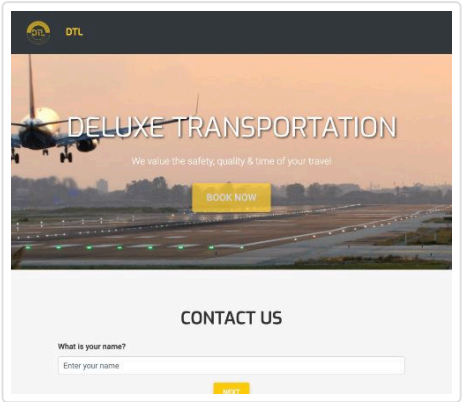 DTL
DTL
DELUXE TRANSPORTATION
We value the safety, quality & time of your travel
BOOK NOW
CONTACT US
What is your name?
Enter your name
NEXT